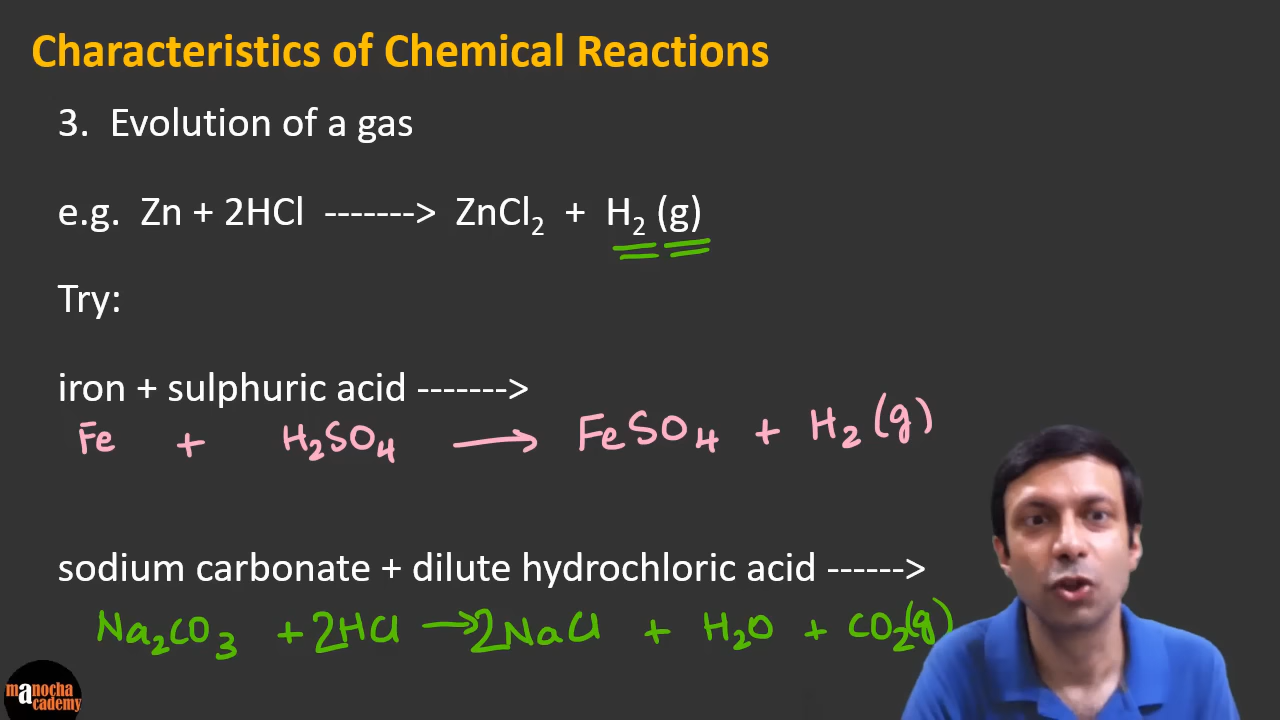 Characteristics of Chemical Reactions
3. Evolution of a gas
e.g. Zn + 2HCl -------> ZnCl₂ + H₂ (g)
Try:
iron + sulphuric acid ------->
Fe + H₂SO₄ → FeSO₄ + H₂ (g)
sodium carbonate + dilute hydrochloric acid ------>
Na₂CO₃ + 2HCl → 2NaCl + H₂O + CO₂(g)
manocha
academy